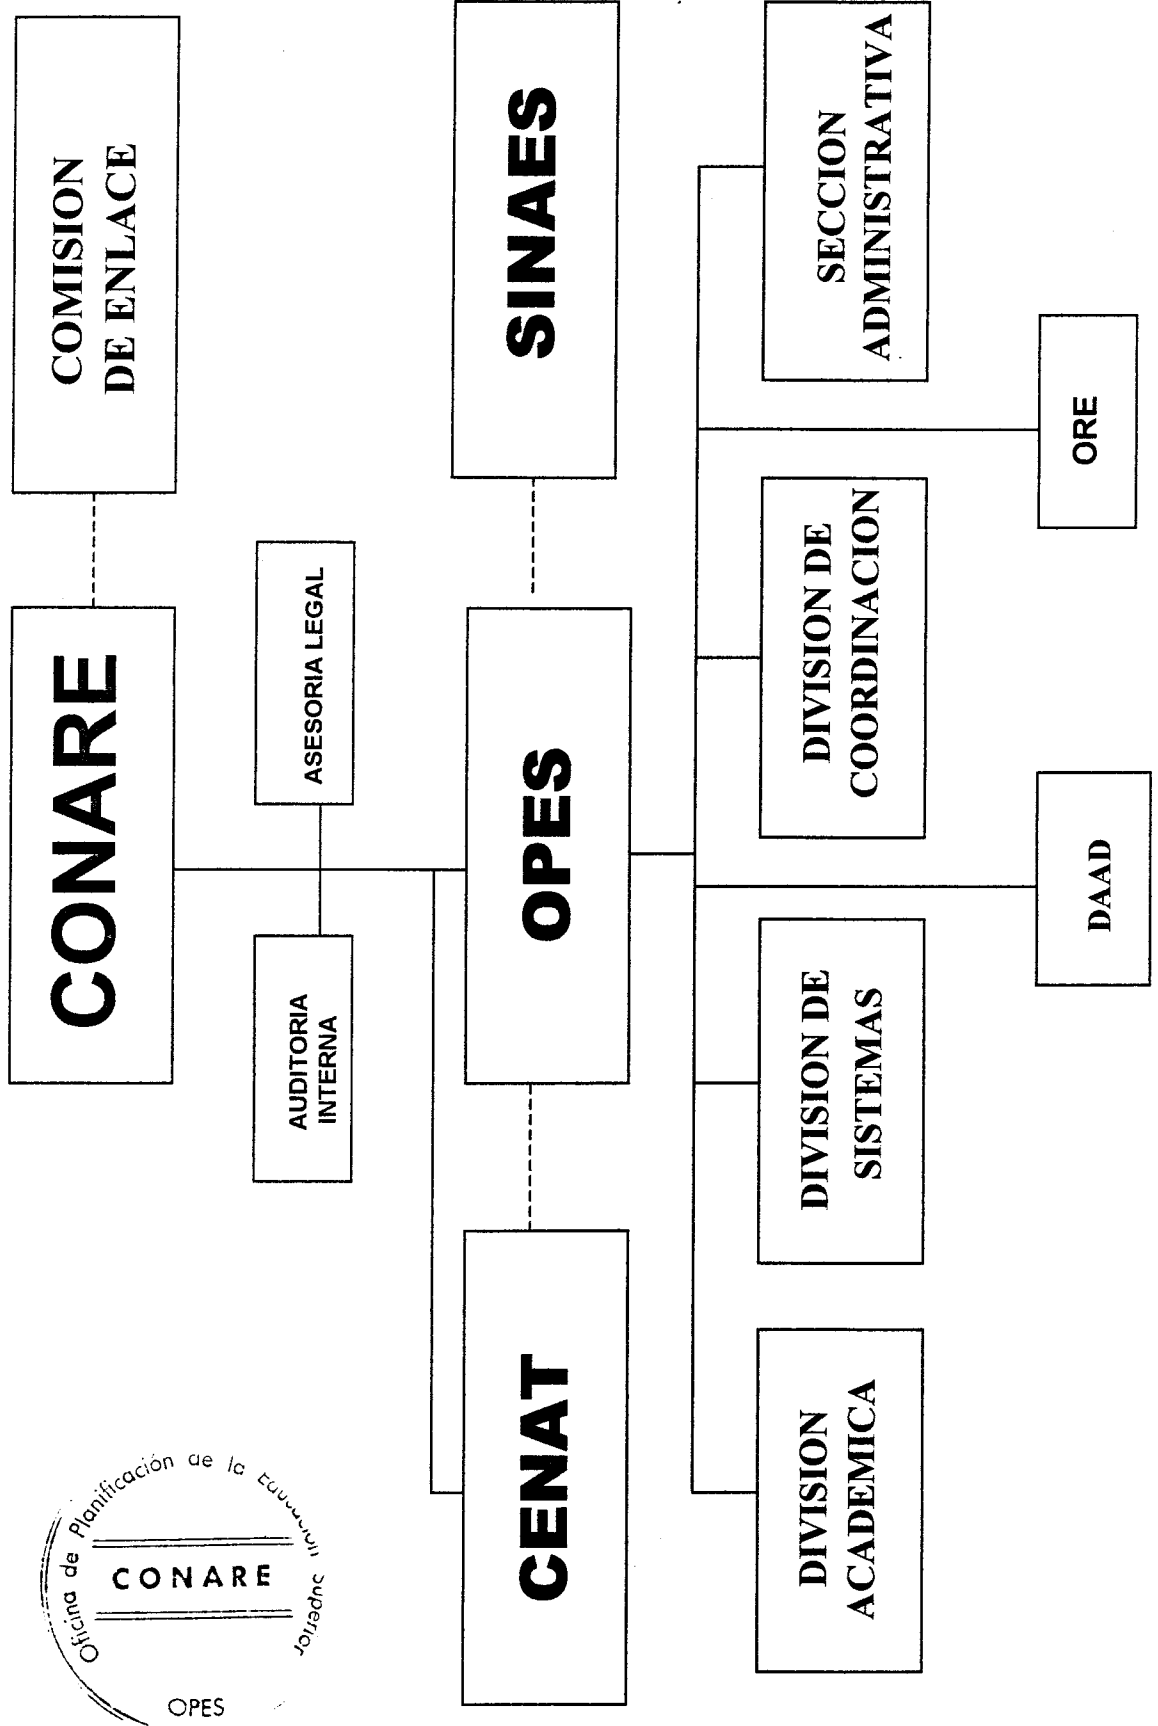 Oficina de Planificación de la Educación Superior
CONARE
OPES
CONARE
COMISION
DE ENLACE
AUDITORIA
INTERNA
ASESORIA LEGAL
CENAT
OPES
SINAES
DIVISION
ACADEMICA
DIVISION DE
SISTEMAS
DIVISION DE
COORDINACION
SECCION
ADMINISTRATIVA
DAAD
ORE